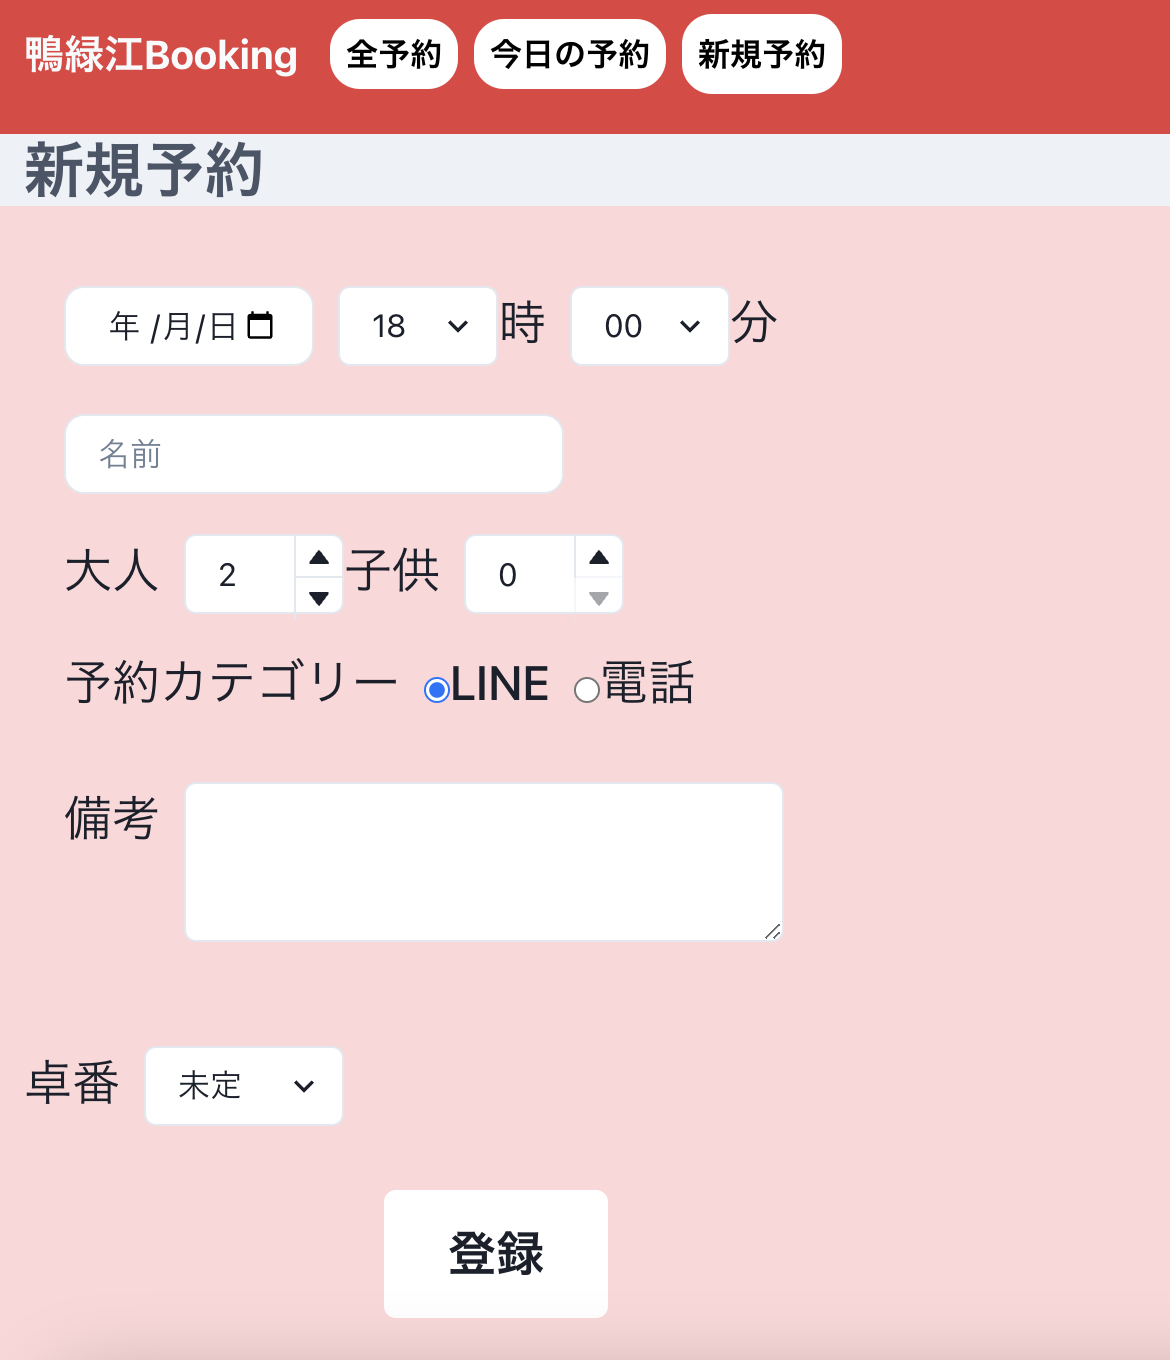 鴨緑江Booking 全予約 今日の予約 新規予約
新規予約
年 /月/日 18 時 00 分
名前
大人 2 子供 0
予約カテゴリー LINE 電話
備考
卓番 未定
登録